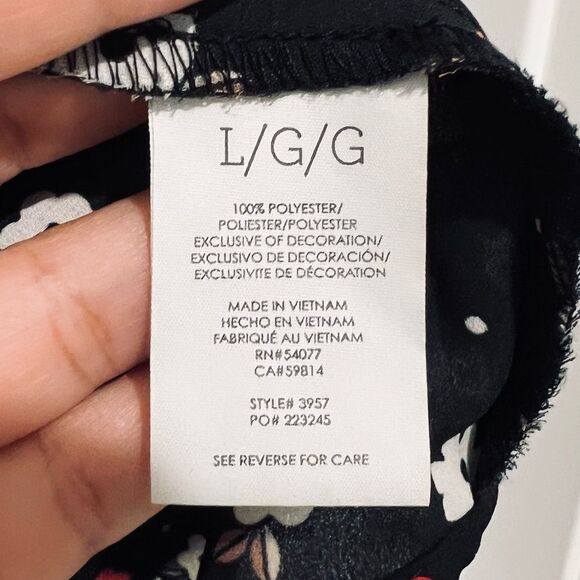 L/G/G
100% POLYESTER/
POLIESTER/POLYESTER
EXCLUSIVE OF DECORATION/
EXCLUSIVO DE DECORACIÓN/
EXCLUSIVITE DE DÉCORATION
MADE IN VIETNAM
HECHO EN VIETNAM
FABRIQUÉ AU VIETNAM
RN#54077
CA#59814
STYLE# 3957
PO# 223245
SEE REVERSE FOR CARE